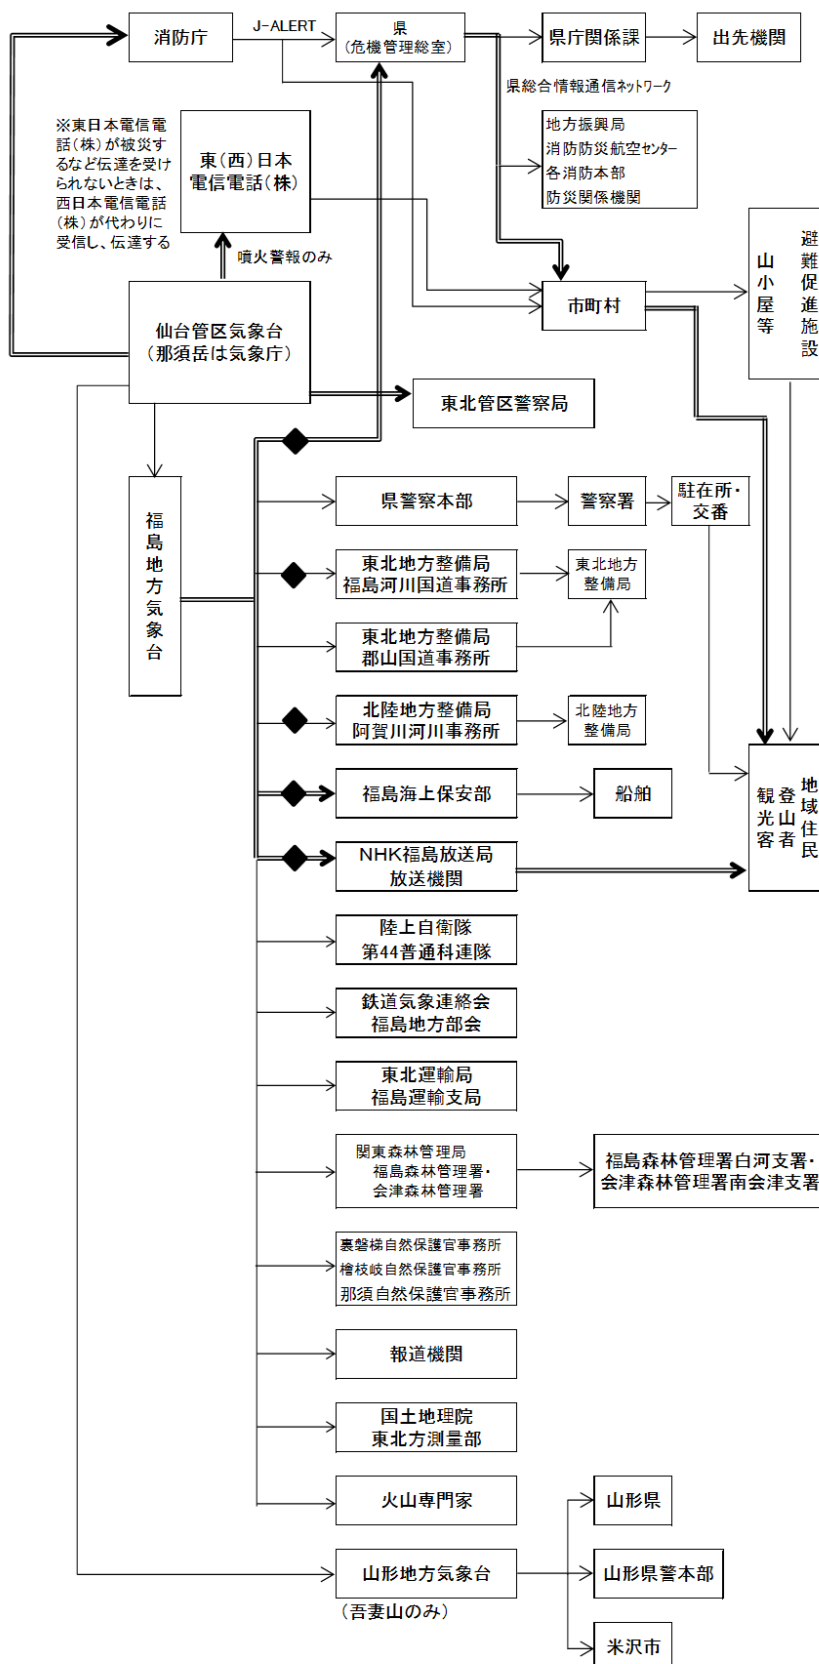 消防庁
J-ALERT
県
(危機管理総室)
県庁関係課
出先機関
県総合情報通信ネットワーク
地方振興局
消防防災航空センター
各消防本部
防災関係機関
※東日本電信電
話(株)が被災す
るなど伝達を受け
られないときは、
西日本電信電話
(株)が代わりに
受信し、伝達する
東(西)日本
電信電話(株)
噴火警報のみ
避難促進施設
山小屋等
市町村
仙台管区気象台
(那須岳は気象庁)
東北管区警察局
福島地方気象台
県警察本部
警察署
駐在所・
交番
東北地方整備局
福島河川国道事務所
東北地方
整備局
東北地方整備局
郡山国道事務所
北陸地方整備局
阿賀川河川事務所
北陸地方
整備局
福島海上保安部
船舶
地域住民
登山者
観光客
NHK福島放送局
放送機関
陸上自衛隊
第44普通科連隊
鉄道気象連絡会
福島地方部会
東北運輸局
福島運輸支局
関東森林管理局
福島森林管理署・
会津森林管理署
福島森林管理署白河支署・
会津森林管理署南会津支署
裏磐梯自然保護官事務所
檜枝岐自然保護官事務所
那須自然保護官事務所
報道機関
国土地理院
東北方測量部
火山専門家
山形県
山形地方気象台
(吾妻山のみ)
山形県警本部
米沢市